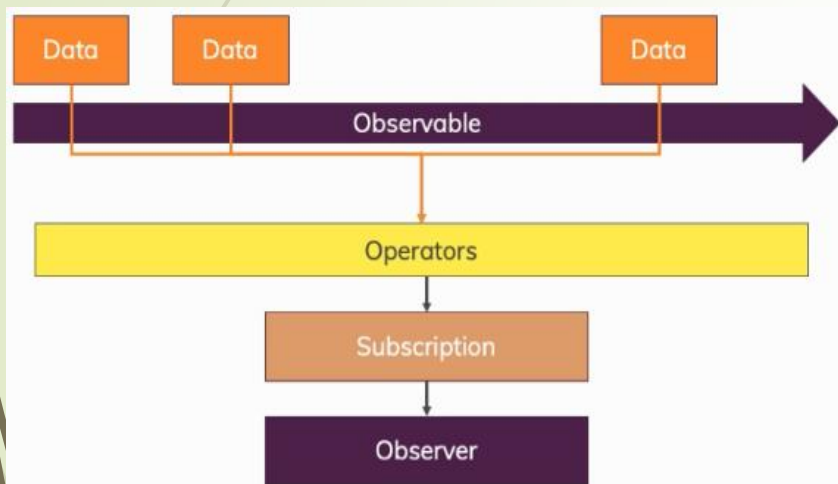 Data Data Data
Observable
Operators
Subscription
Observer